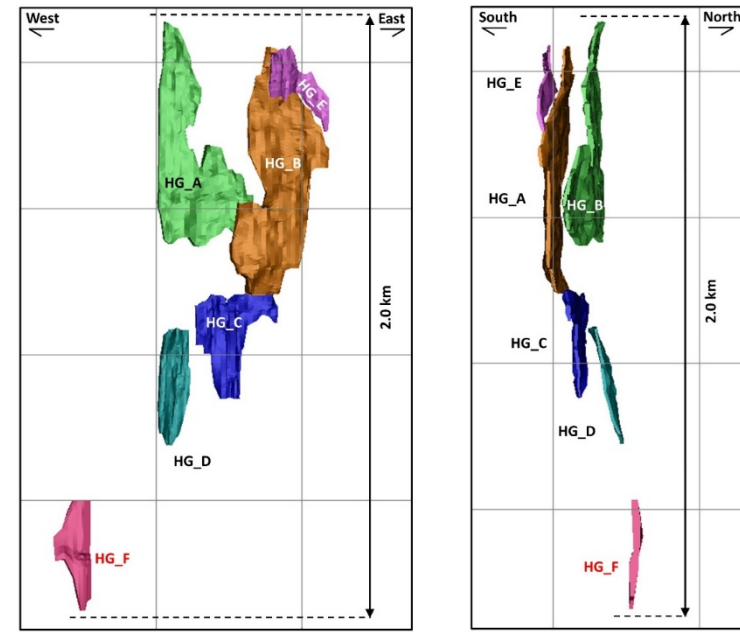 West
East
HG_E
HG_B
HG_A
HG_C
HG_D
HG_F
2.0 km
South
North
HG_E
HG_A
HG_B
HG_C
HG_D
HG_F
2.0 km